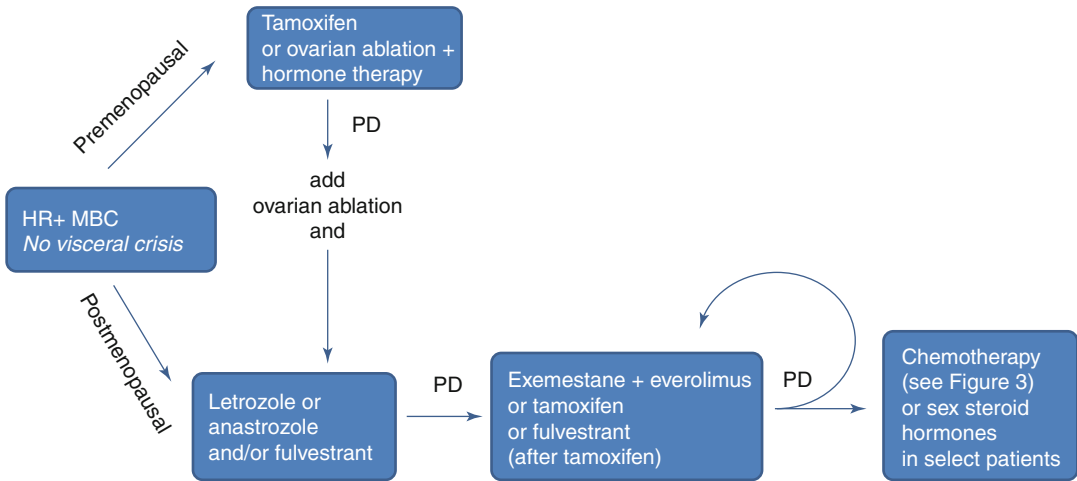 Tamoxifen
or ovarian ablation +
hormone therapy
Premenopausal
PD
add
ovarian ablation
and
HR+ MBC
No visceral crisis
Postmenopausal
Letrozole or
anastrozole
and/or fulvestrant
PD
Exemestane + everolimus
or tamoxifen
or fulvestrant
(after tamoxifen)
PD
Chemotherapy
(see Figure 3)
or sex steroid
hormones
in select patients